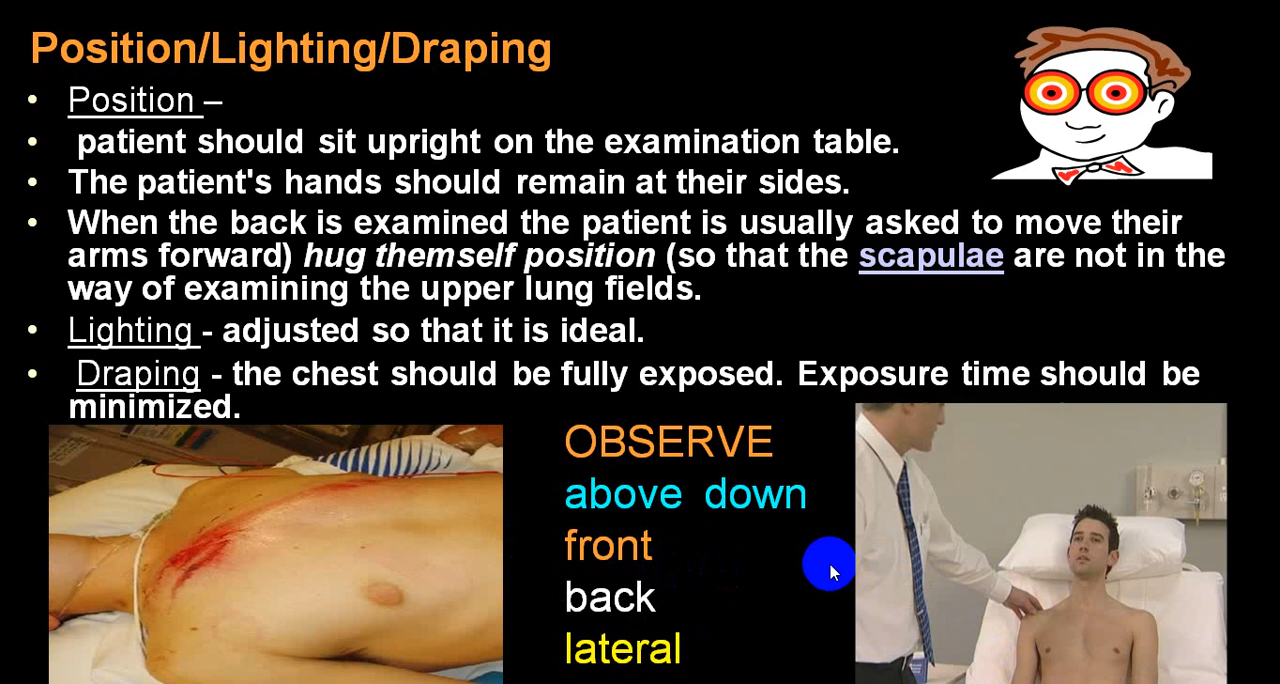 Position/Lighting/Draping
• Position –
• patient should sit upright on the examination table.
• The patient's hands should remain at their sides.
• When the back is examined the patient is usually asked to move their
arms forward) hug themself position (so that the scapulae are not in the
way of examining the upper lung fields.
• Lighting - adjusted so that it is ideal.
• Draping - the chest should be fully exposed. Exposure time should be
minimized.
OBSERVE
above down
front
back
lateral